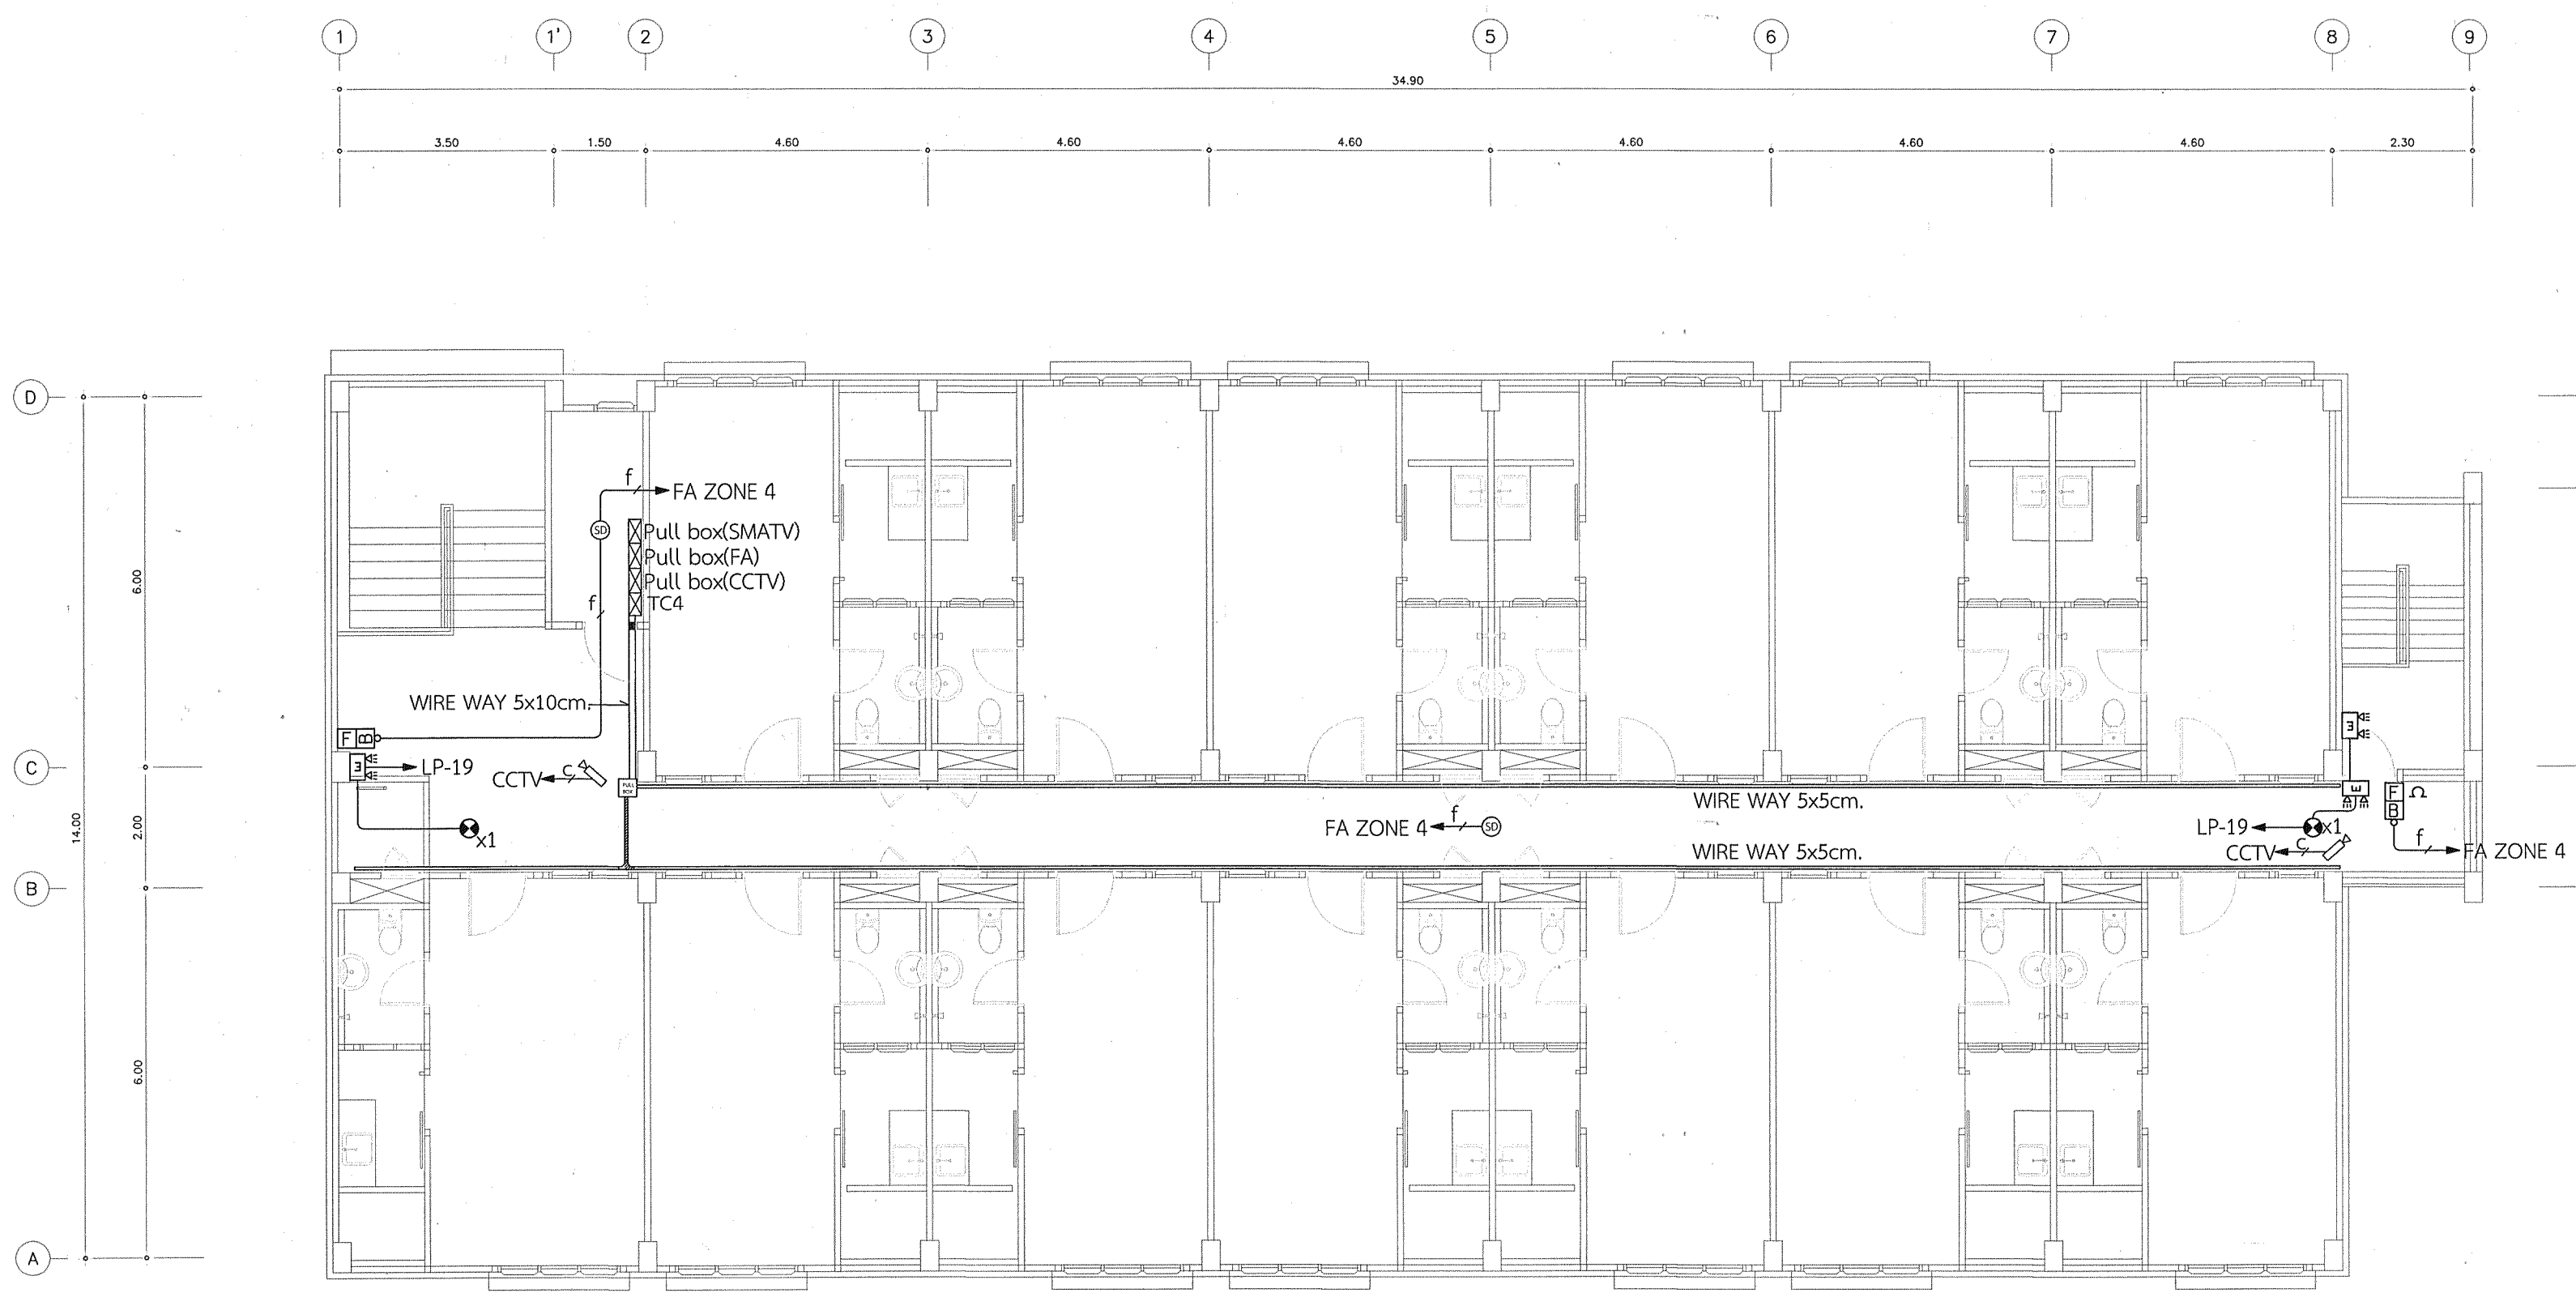 1 1' 2 3 4 5 6 7 8 9
34.90
3.50 1.50 4.60 4.60 4.60 4.60 4.60 4.60 2.30
D
6.00
C
14.00
2.00
B
6.00
A
f
FA ZONE 4
SD
Pull box(SMATV)
Pull box(FA)
Pull box(CCTV)
f
TC4
WIRE WAY 5x10cm.
F B
E
LP-19
CCTV
C
PULL
BOX
x1
WIRE WAY 5x5cm.
FA ZONE 4
f
SD
WIRE WAY 5x5cm.
E
E
F
B
Ω
LP-19
x1
CCTV
C
f
FA ZONE 4